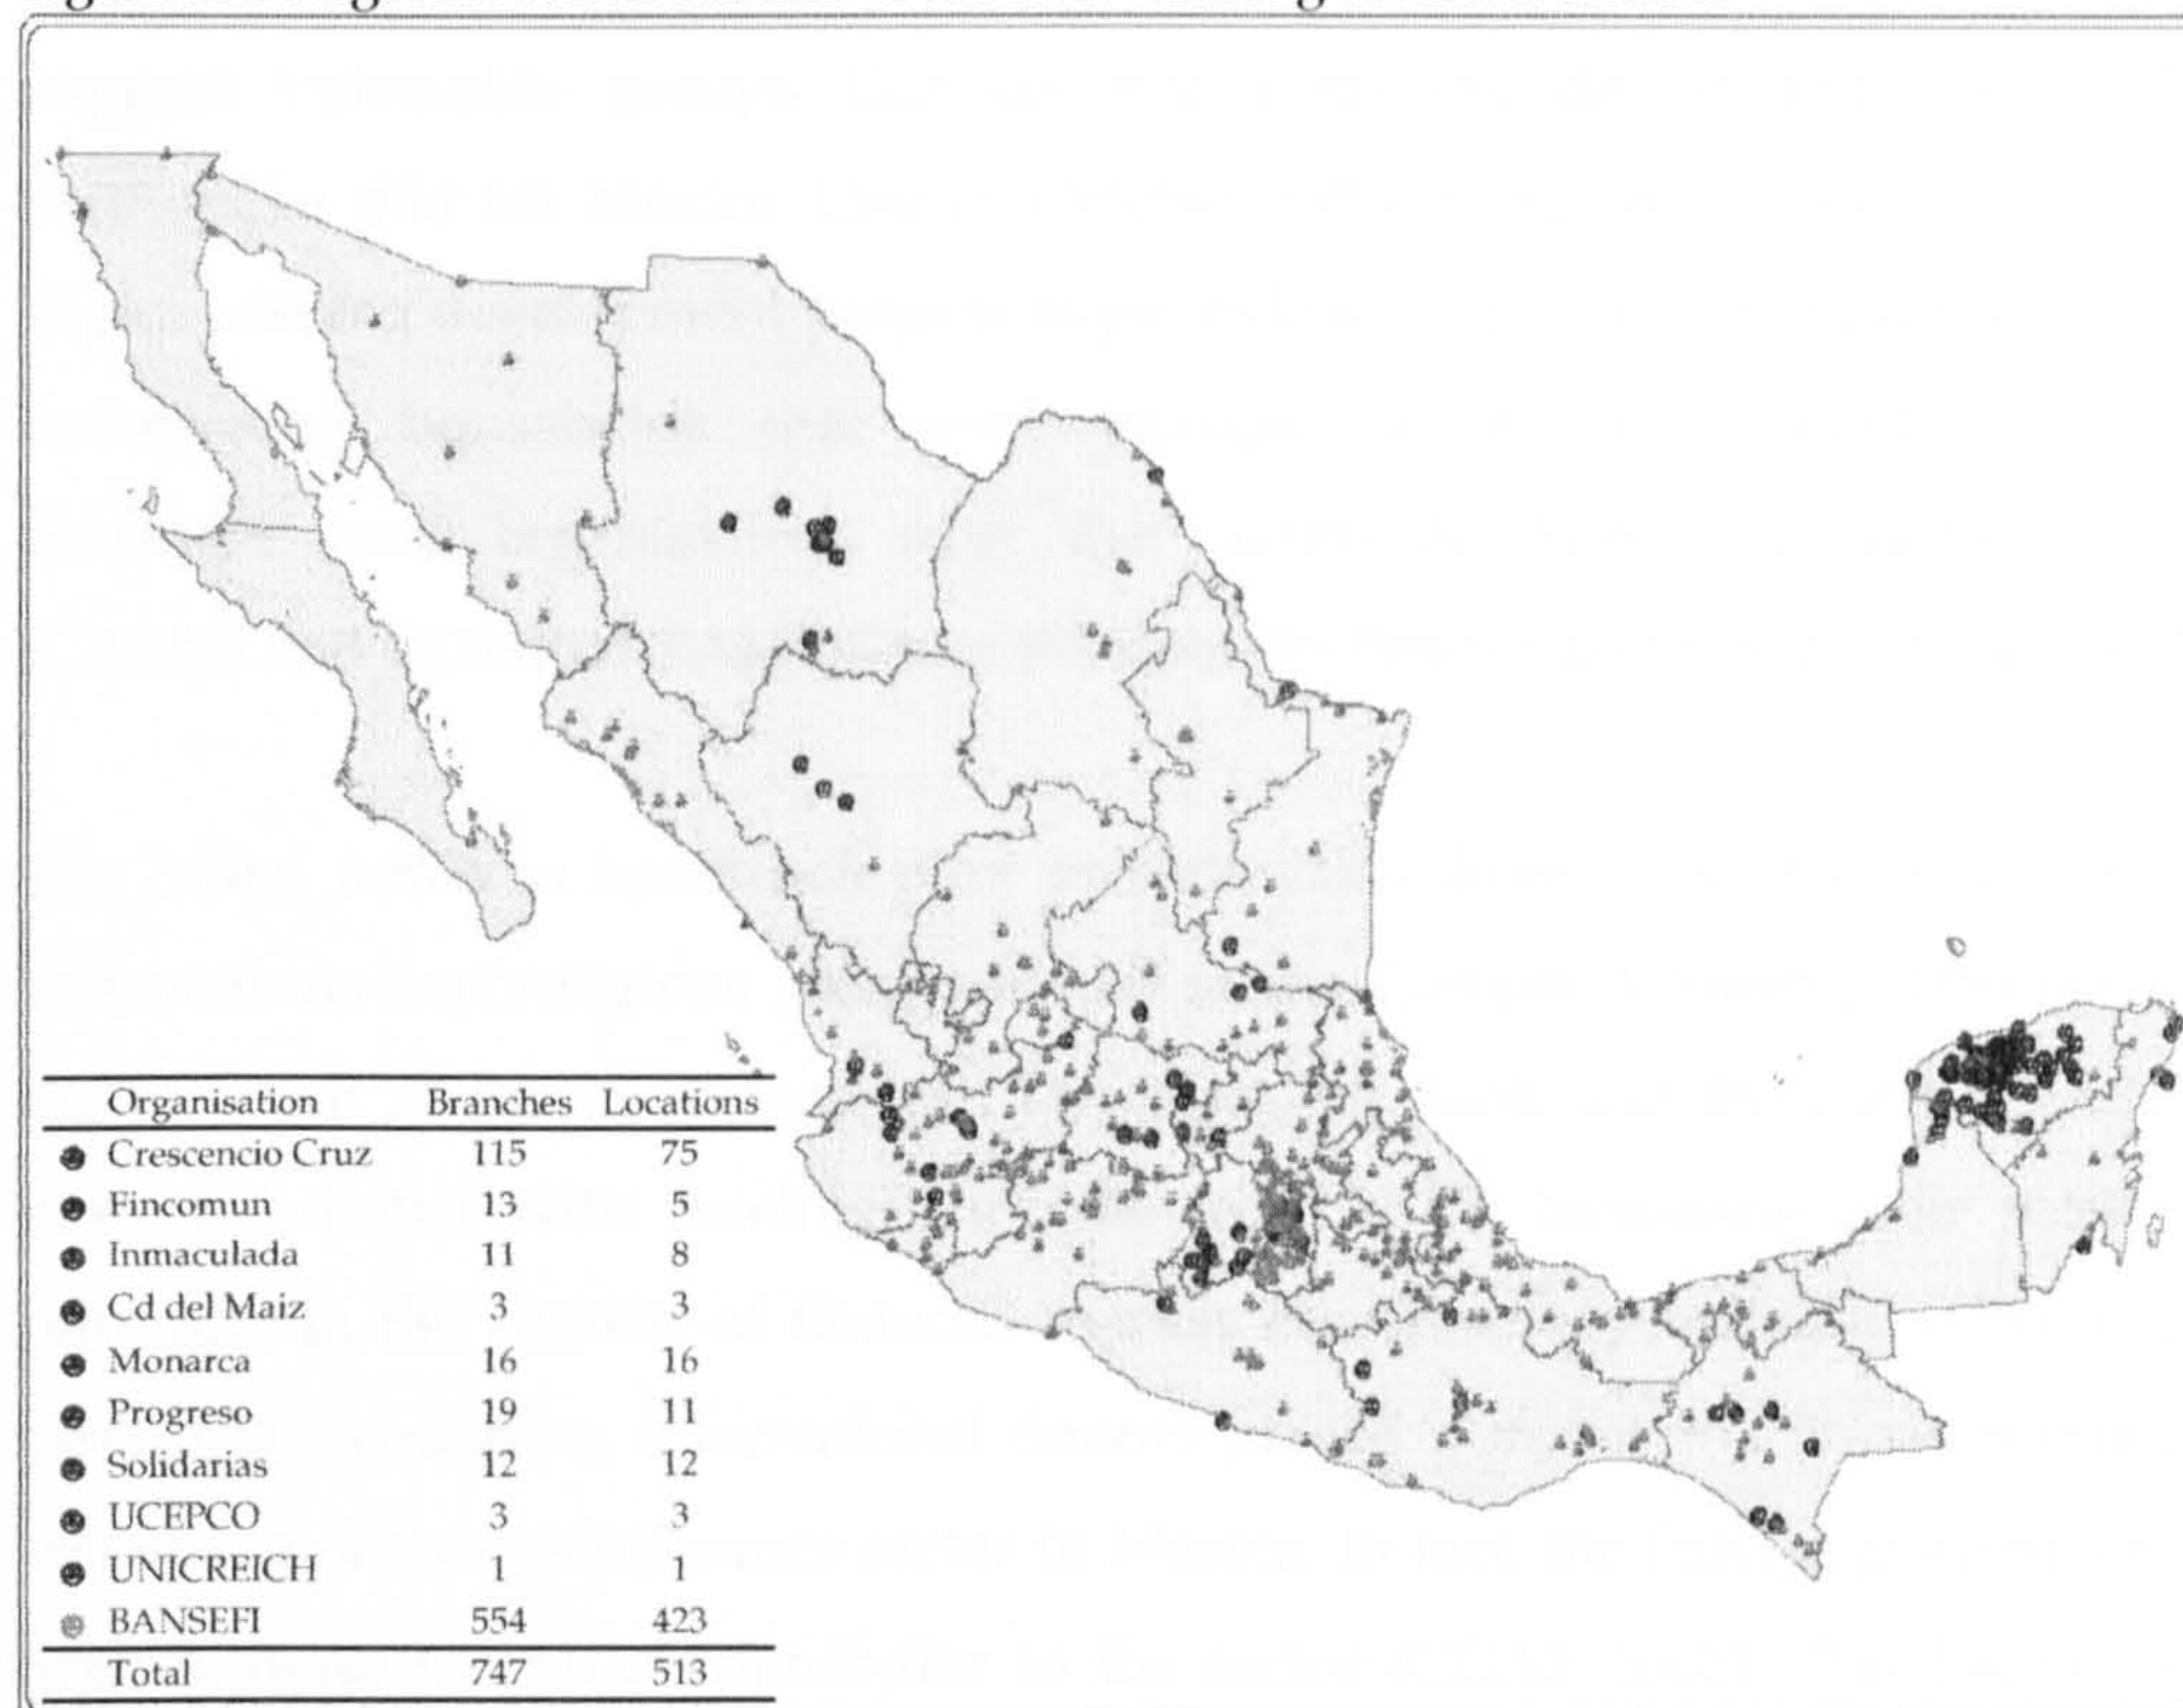 Organisation Branches Locations
Crescencio Cruz 115 75
Fincomun 13 5
Inmaculada 11 8
Cd del Maiz 3 3
Monarca 16 16
Progreso 19 11
Solidarias 12 12
UCEPCO 3 3
UNICREICH 1 1
BANSEFI 554 423
Total 747 513